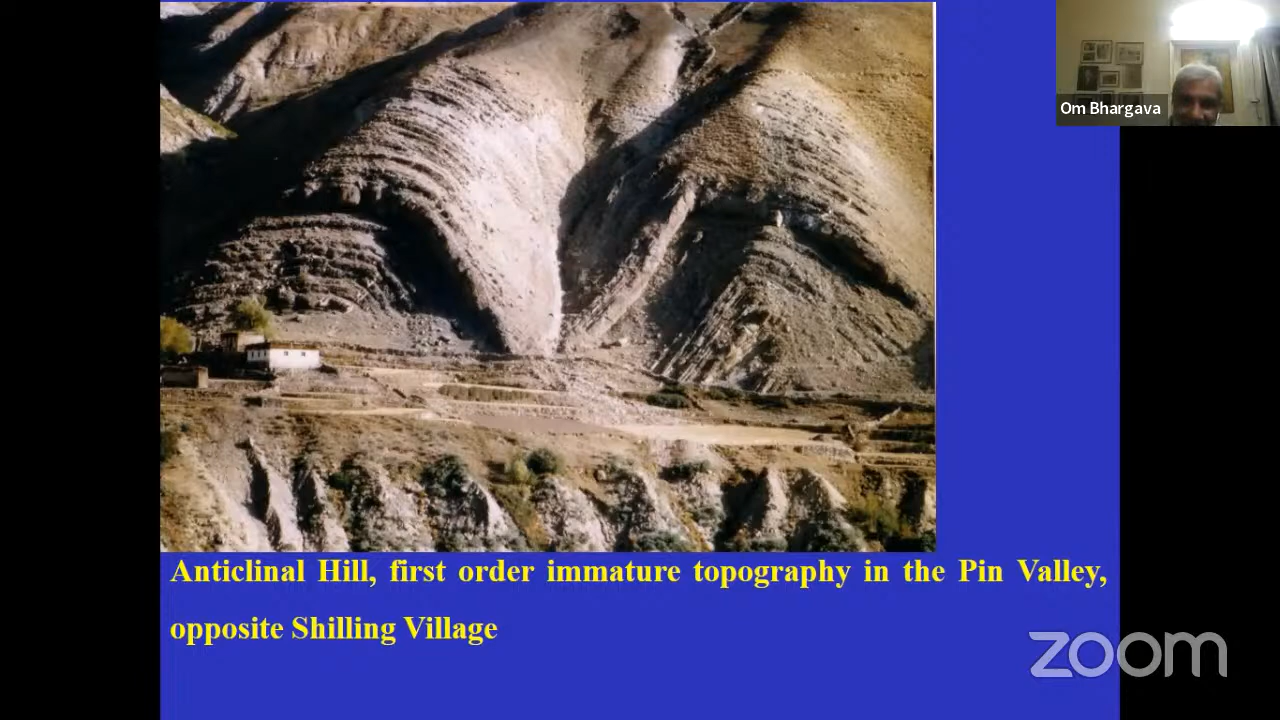 Om Bhargava
Anticlinal Hill, first order immature topography in the Pin Valley,
opposite Shilling Village
zoom